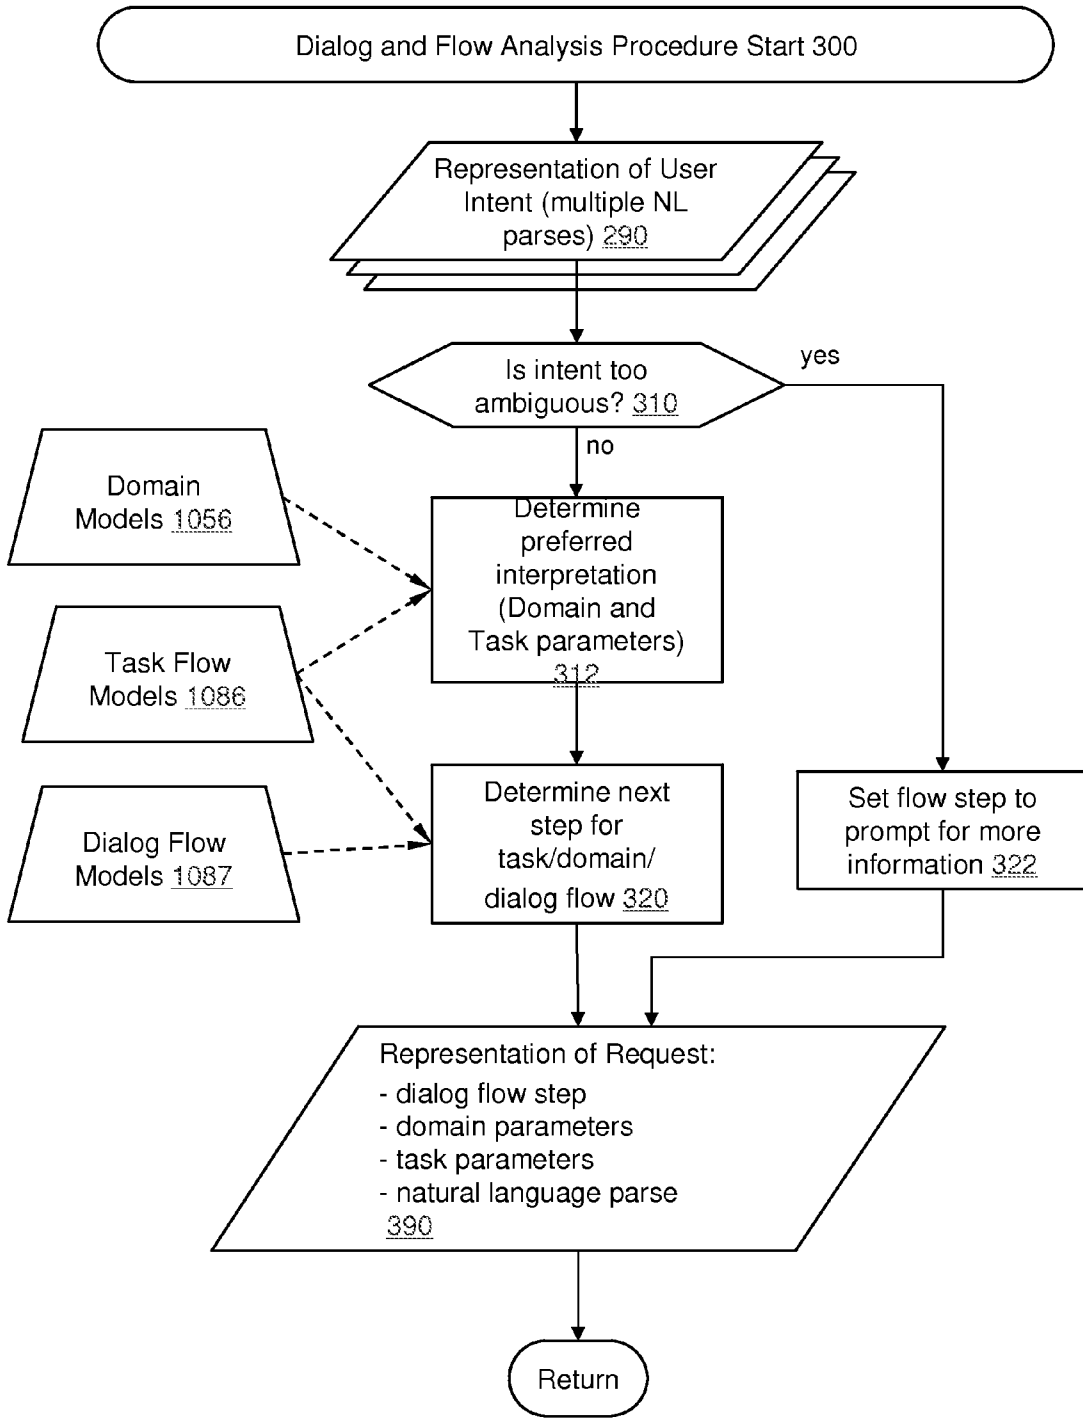 Dialog and Flow Analysis Procedure Start 300
Representation of User
Intent (multiple NL
parses) 290
Is intent too
ambiguous? 310
yes
no
Domain
Models 1056
Determine
preferred
interpretation
(Domain and
Task parameters)
312
Task Flow
Models 1086
Dialog Flow
Models 1087
Determine next
step for
task/domain/
dialog flow 320
Set flow step to
prompt for more
information 322
Representation of Request:
- dialog flow step
- domain parameters
- task parameters
- natural language parse
390
Return